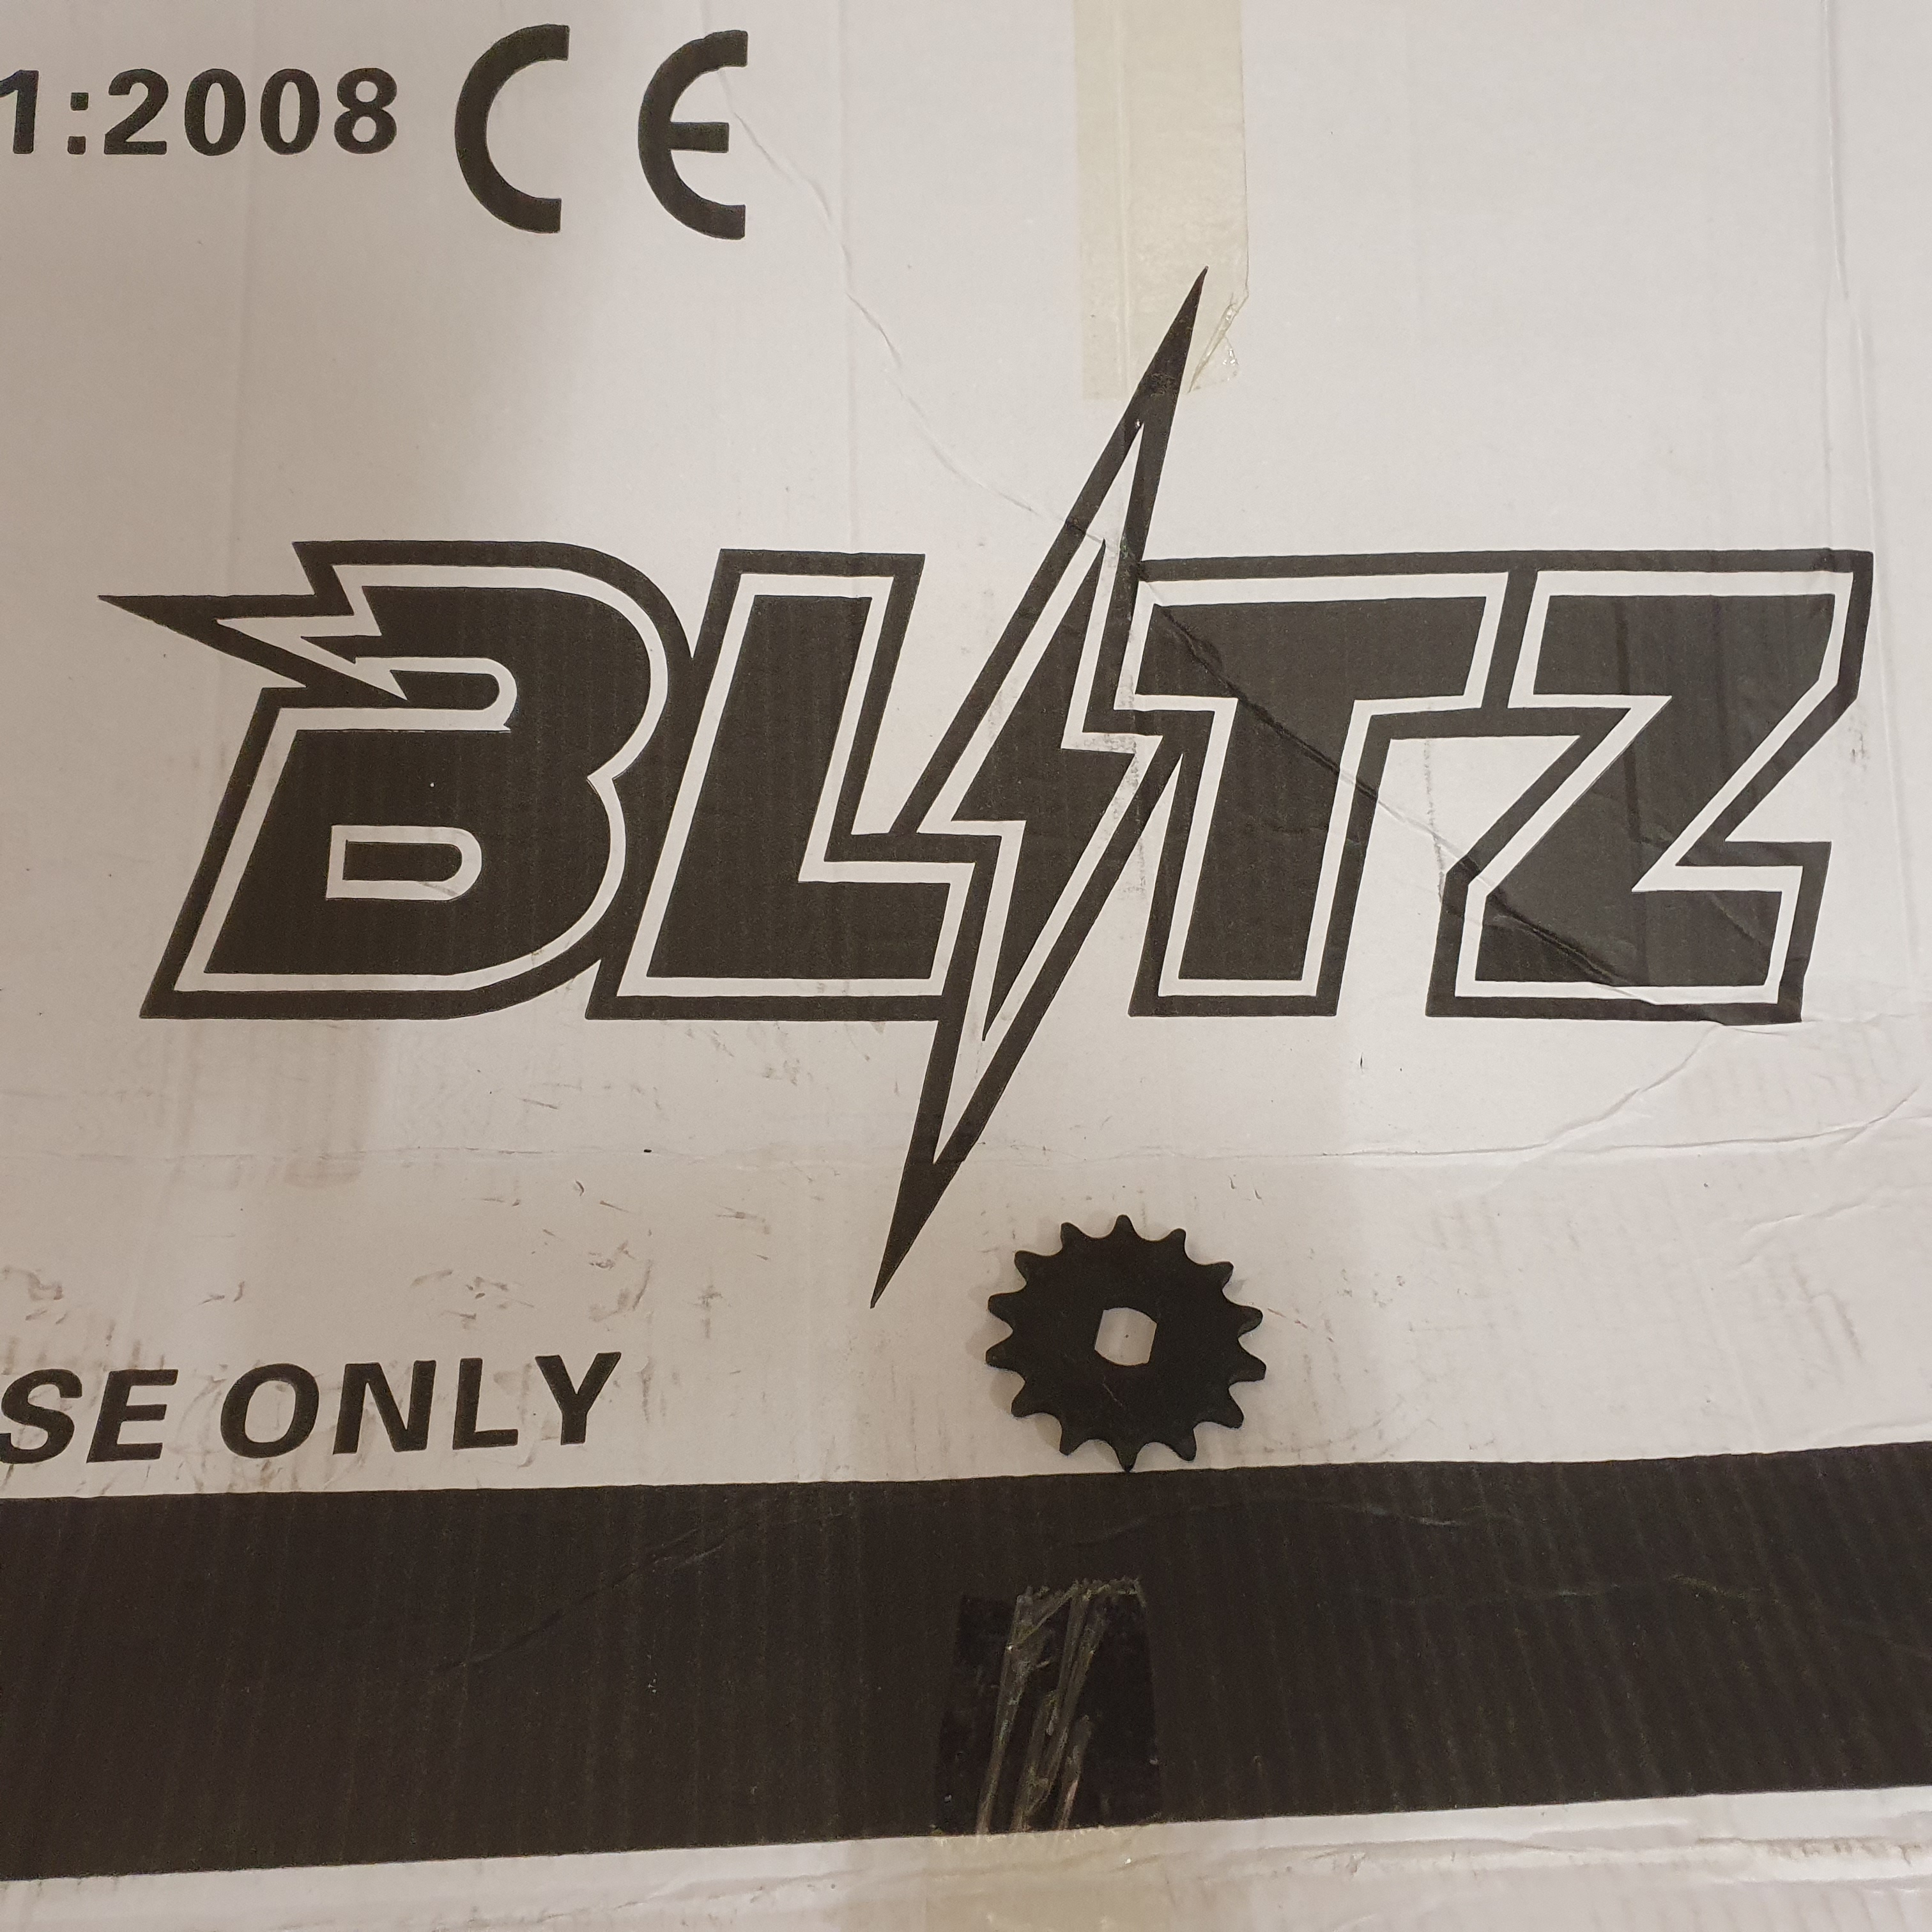 1:2008 CE
BLITZ
SE ONLY